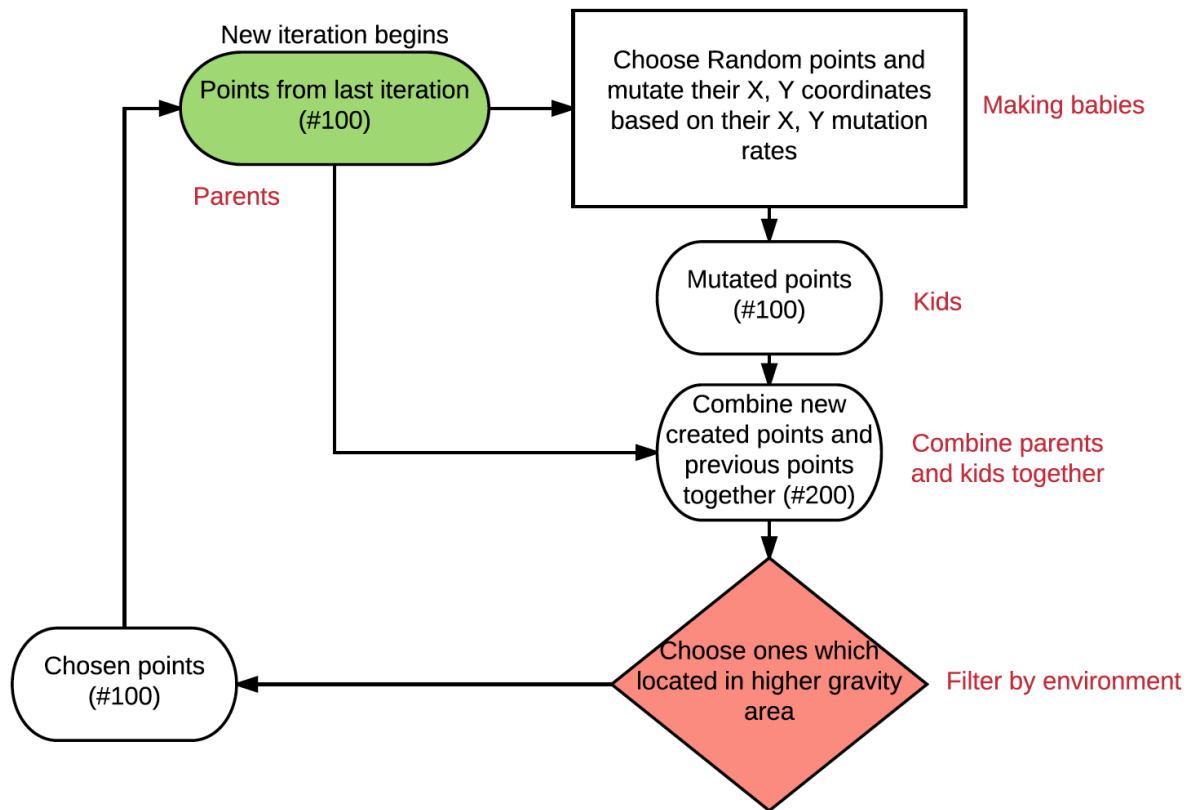 New iteration begins
Points from last iteration
(#100)
Parents
Choose Random points and
mutate their X, Y coordinates
based on their X, Y mutation
rates
Making babies
Mutated points
(#100)
Kids
Combine new
created points and
previous points
together (#200)
Combine parents
and kids together
Choose ones which
located in higher gravity
area
Filter by environment
Chosen points
(#100)